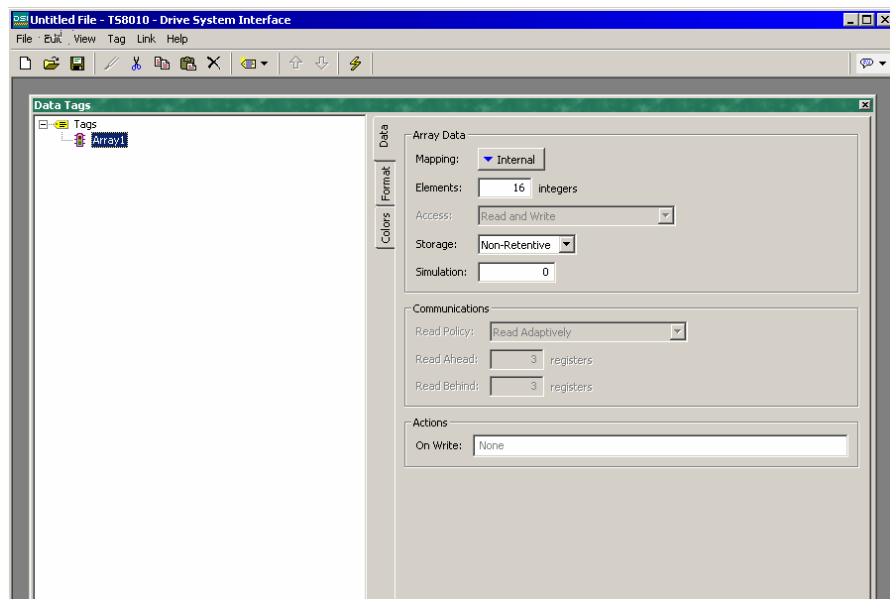 DSI Untitled File - TS8010 - Drive System Interface
File Edit View Tag Link Help
Data Tags
Tags
Array1
Data
Format
Colors
Array Data
Mapping: Internal
Elements: 16 integers
Access: Read and Write
Storage: Non-Retentive
Simulation: 0
Communications
Read Policy: Read Adaptively
Read Ahead: 3 registers
Read Behind: 3 registers
Actions
On Write: None